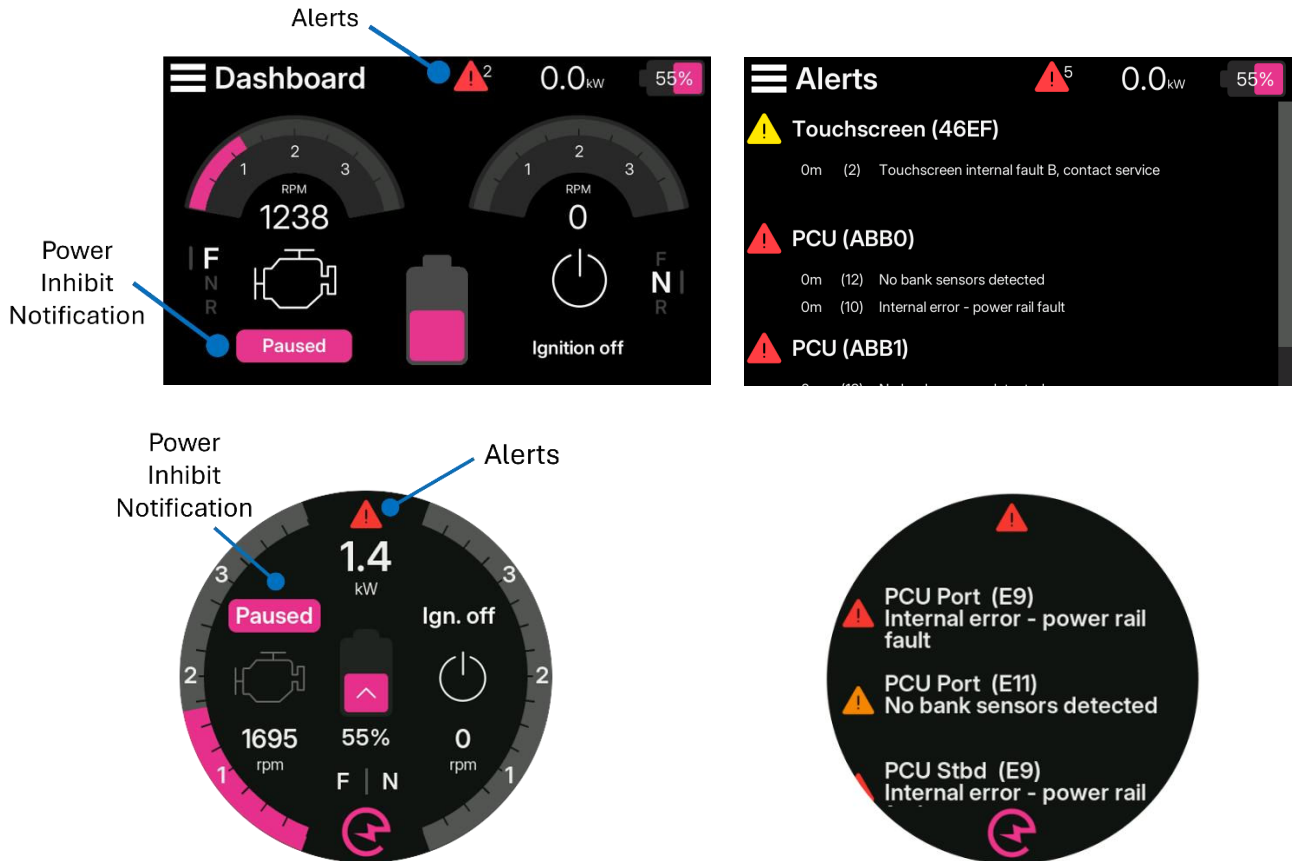 Alerts
Dashboard
2
0.0 kW
55%
1
2
3
RPM
1238
1
2
3
RPM
0
F
N
R
F
N
R
Paused
Ignition off
Power
Inhibit
Notification
Alerts
5
0.0 kW
55%
Touchscreen (46EF)
0m (2) Touchscreen internal fault B, contact service
PCU (ABB0)
0m (12) No bank sensors detected
0m (10) Internal error - power rail fault
PCU (ABB1)
Power
Inhibit
Notification
Alerts
1.4
kW
3
3
Paused
Ign. off
2
2
1695
rpm
55%
0
rpm
1
1
F | N
PCU Port (E9)
Internal error - power rail
fault
PCU Port (E11)
No bank sensors detected
PCU Stbd (E9)
Internal error - power rail